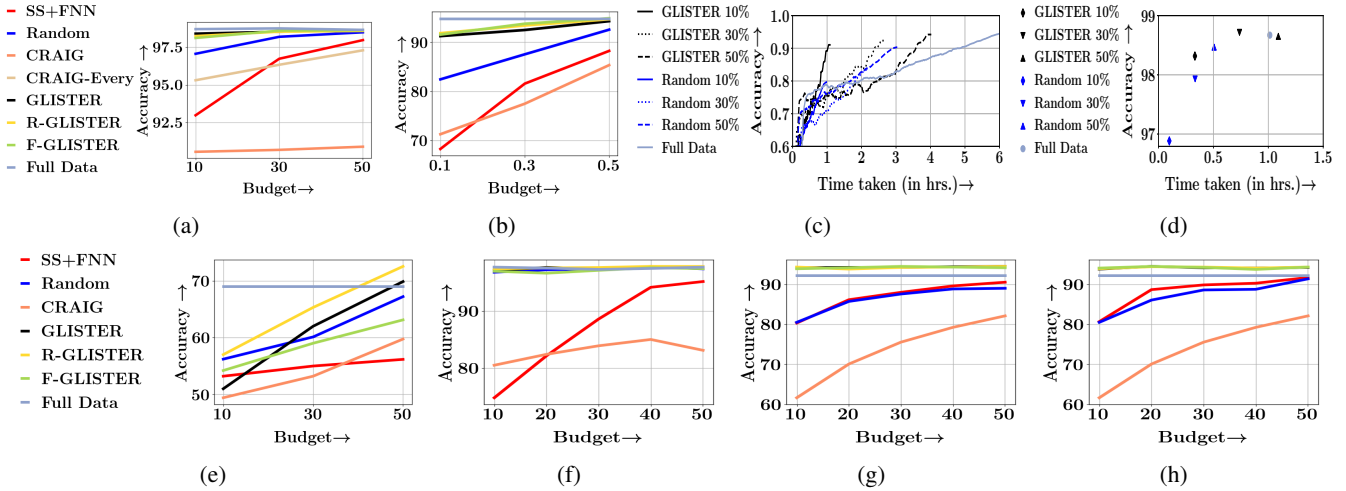 SS+FNN
Random
CRAIG
CRAIG-Every
GLISTER
R-GLISTER
F-GLISTER
Full Data
Accuracy →
97.5
95.0
92.5
10
30
50
Budget→
(a)
Accuracy →
90
80
70
0.1
0.3
0.5
Budget→
(b)
GLISTER 10%
GLISTER 30%
GLISTER 50%
Random 10%
Random 30%
Random 50%
Full Data
Accuracy →
1.0
0.9
0.8
0.7
0.6
0 1 2 3 4 5 6
Time taken (in hrs.)→
(c)
GLISTER 10%
GLISTER 30%
GLISTER 50%
Random 10%
Random 30%
Random 50%
Full Data
Accuracy →
99
98
97
0.0 0.5 1.0 1.5
Time taken (in hrs.)→
(d)
SS+FNN
Random
CRAIG
GLISTER
R-GLISTER
F-GLISTER
Full Data
Accuracy →
70
60
50
10 30 50
Budget→
(e)
Accuracy →
90
80
10 20 30 40 50
Budget→
(f)
Accuracy →
90
80
70
60
10 20 30 40 50
Budget→
(g)
Accuracy →
90
80
70
60
10 20 30 40 50
Budget→
(h)